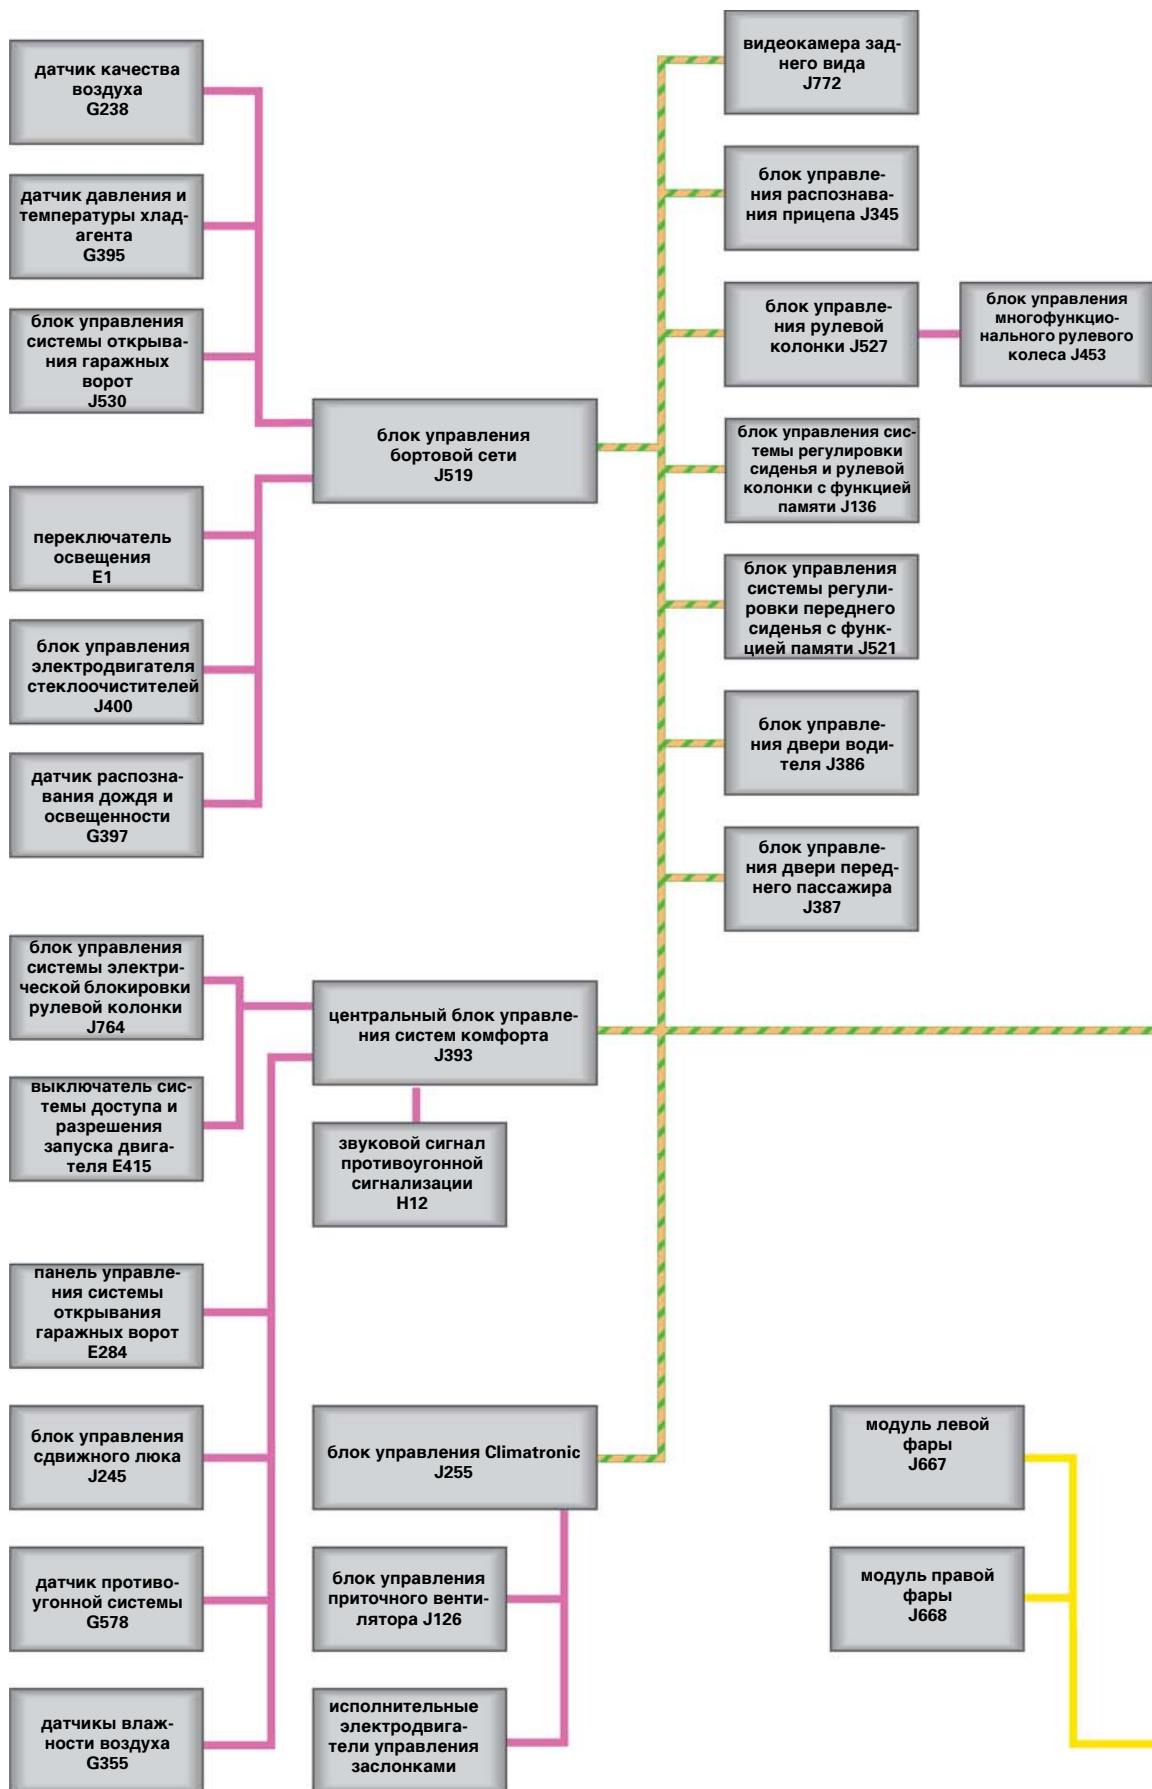 датчик качества
воздуха
G238
датчик давления и
температуры хлад-
агента
G395
блок управления
системы открыва-
ния гаражных
ворот
J530
переключатель
освещения
E1
блок управления
электродвигателя
стеклоочистителей
J400
датчик распозна-
вания дождя и
освещенности
G397
блок управления
системы электри-
ческой блокировки
рулевой колонки
J764
выключатель сис-
темы доступа и
разрешения
запуска двига-
теля E415
панель управле-
ния системы
открывания
гаражных ворот
E284
блок управления
сдвижного люка
J245
датчик противо-
угонной системы
G578
датчикы влаж-
ности воздуха
G355
блок управления
бортовой сети
J519
центральный блок управле-
ния систем комфорта
J393
звуковой сигнал
противоугонной
сигнализации
H12
блок управления Climatronic
J255
блок управления
приточного венти-
лятора J126
исполнительные
электродвига-
тели управления
заслонками
видеокамера зад-
него вида
J772
блок управле-
ния распознава-
ния прицепа J345
блок управле-
ния рулевой
колонки J527
блок управления
многофункцио-
нального рулевого
колеса J453
блок управления сис-
темы регулировки
сиденья и рулевой
колонки с функцией
памяти J136
блок управления
системы регули-
ровки переднего
сиденья с функ-
цией памяти J521
блок управле-
ния двери води-
теля J386
блок управле-
ния двери перед-
него пассажира
J387
модуль левой
фары
J667
модуль правой
фары
J668